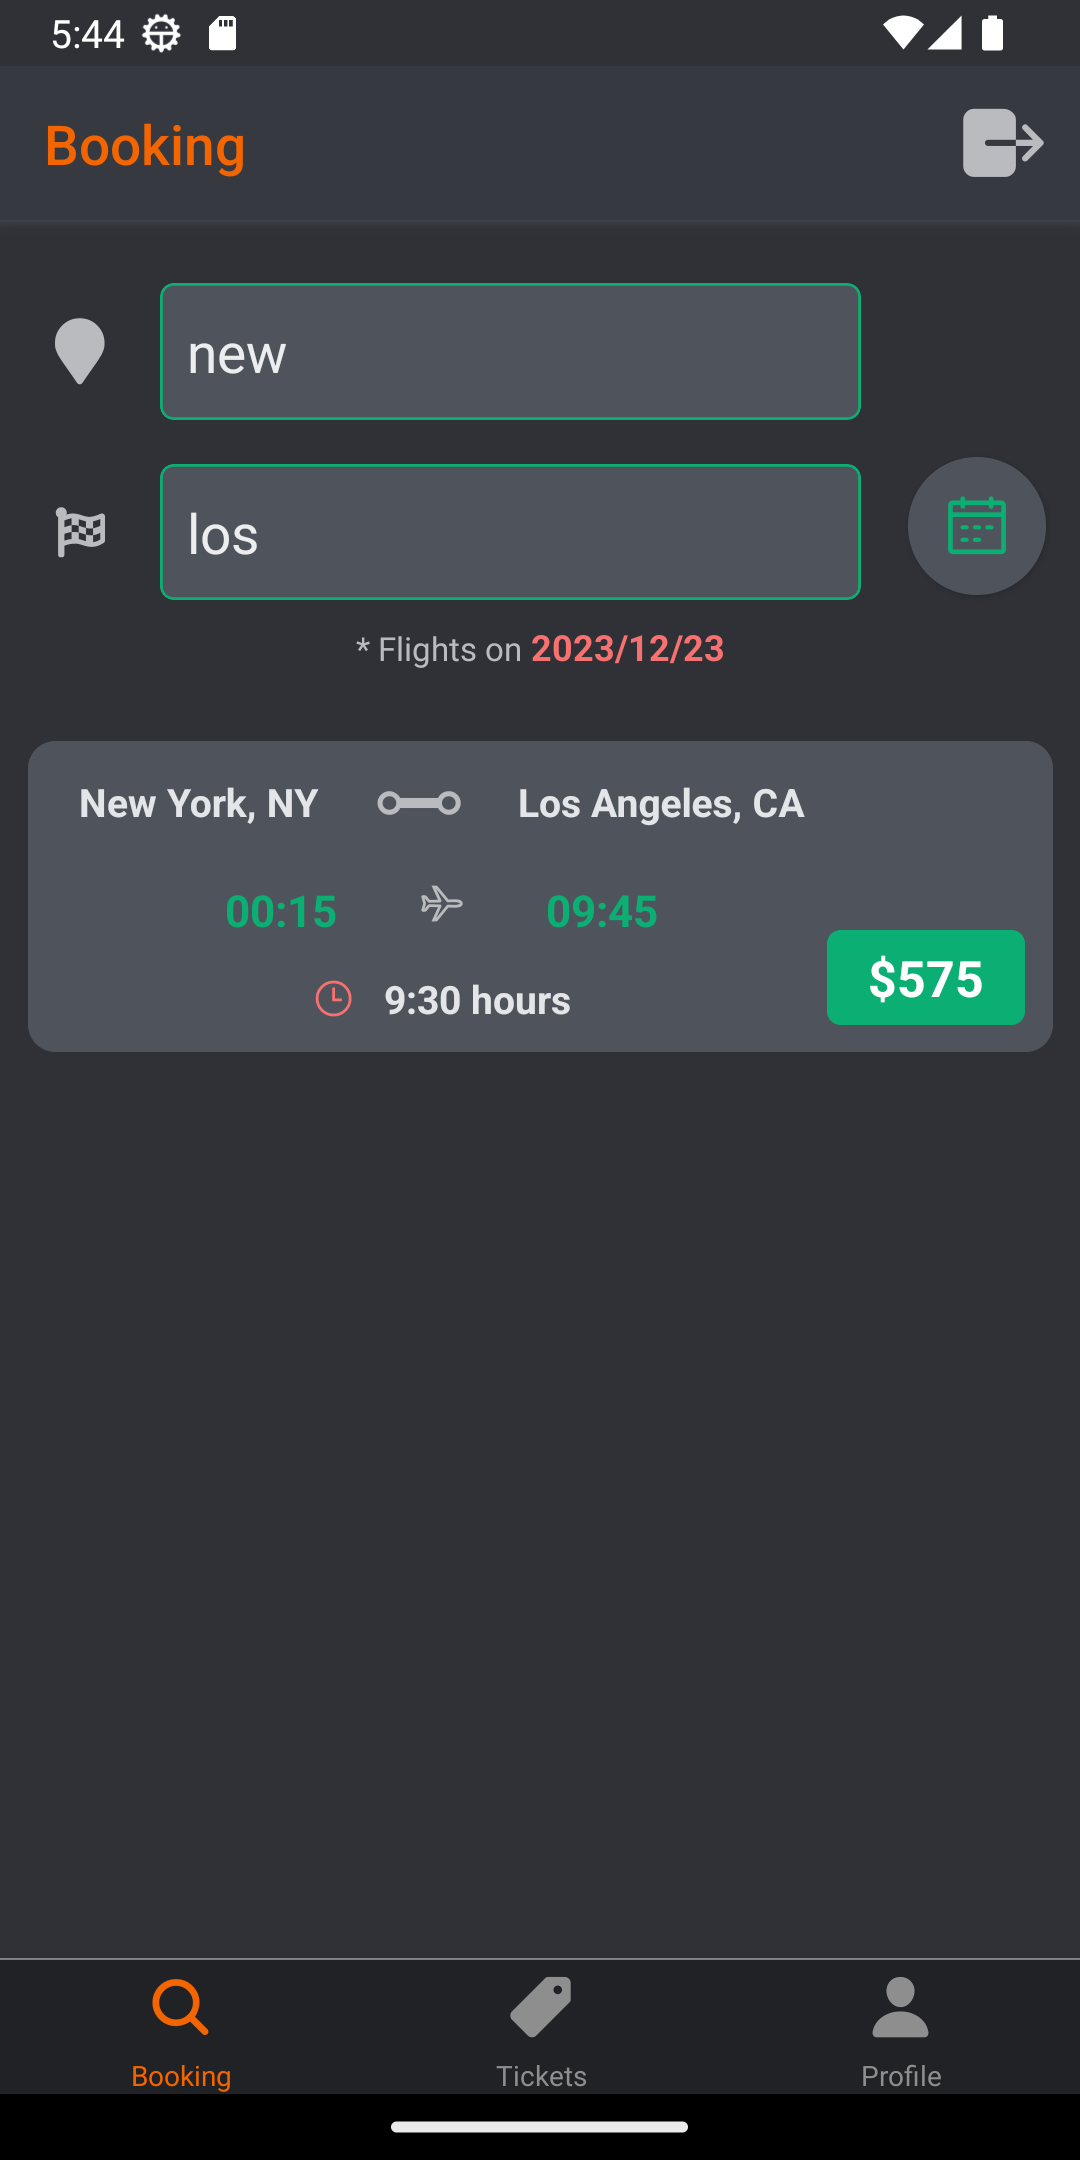 5:44
Booking
new
los
* Flights on 2023/12/23
New York, NY Los Angeles, CA
00:15 09:45
$575
9:30 hours
Booking Tickets Profile